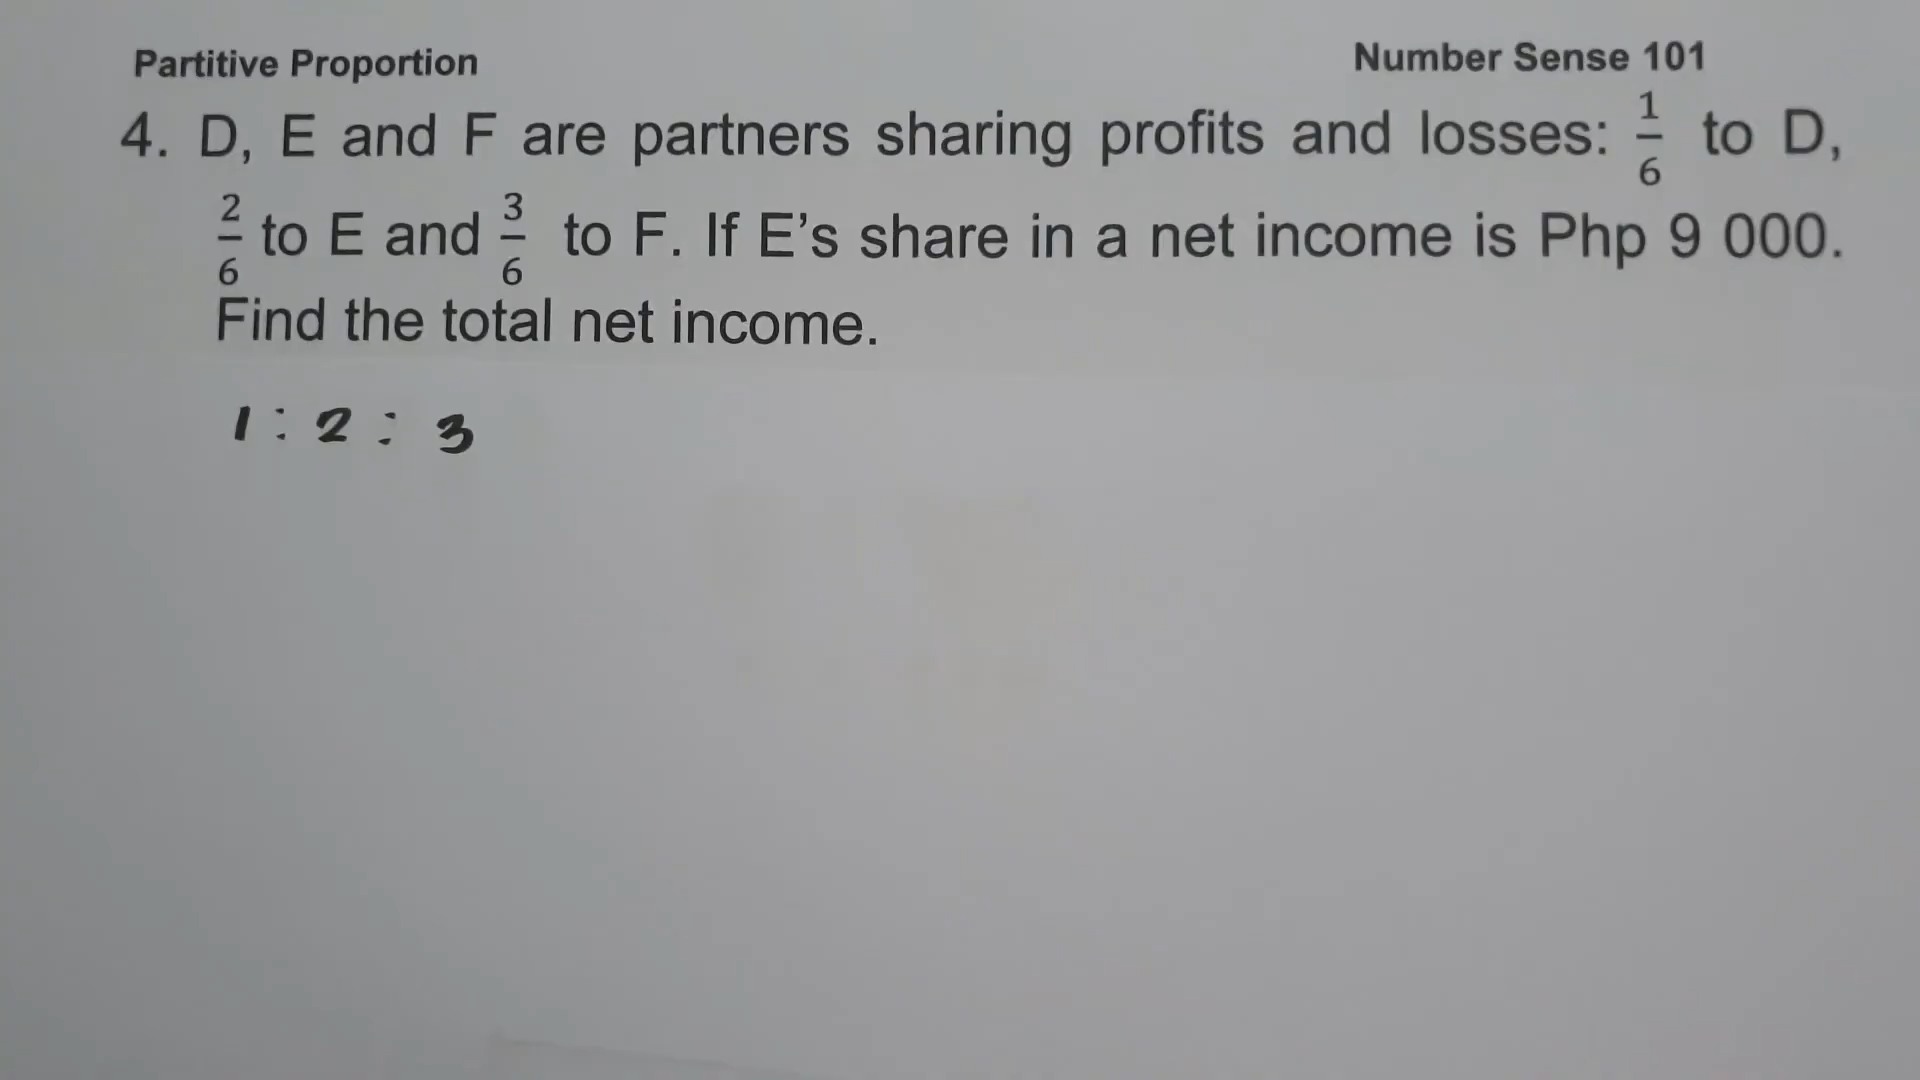 Partitive Proportion Number Sense 101
4. D, E and F are partners sharing profits and losses: 1/6 to D,
2/6 to E and 3/6 to F. If E’s share in a net income is Php 9 000.
Find the total net income.
1 : 2 : 3